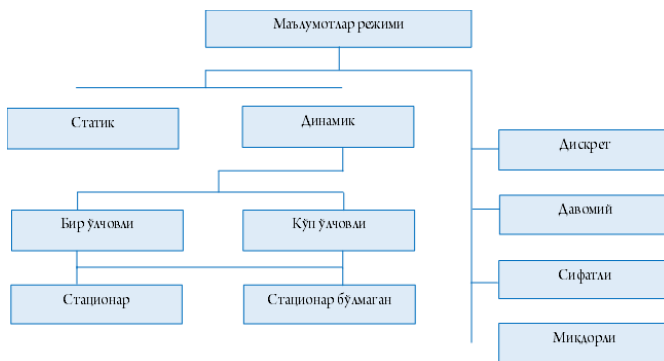 Маълумотлар режими
Статик
Динамик
Дискрет
Давомий
Бир ўлчовли
Кўп ўлчовли
Сифатли
Стационар
Стационар бўлмаган
Миқдорли